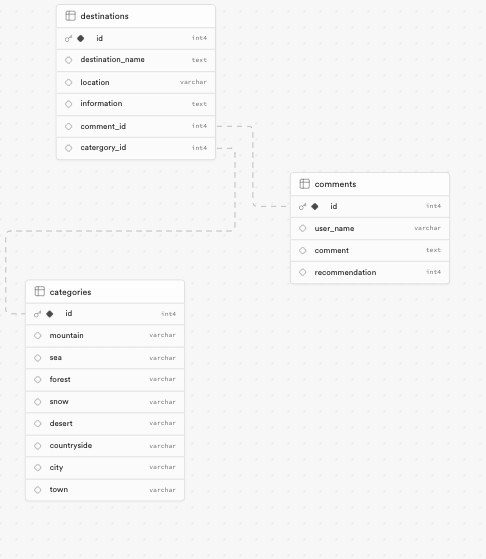 destinations
id int4
destination_name text
location varchar
information text
comment_id int4
catergory_id int4
comments
id int4
user_name varchar
comment text
recommendation int4
categories
id int4
mountain varchar
sea varchar
forest varchar
snow varchar
desert varchar
countryside varchar
city varchar
town varchar